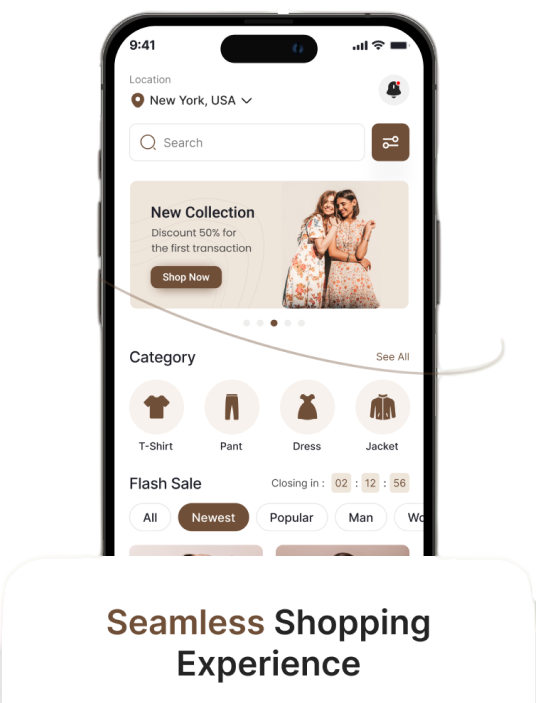 9:41
Location
New York, USA
Search
New Collection
Discount 50% for
the first transaction
Shop Now
Category
See All
T-Shirt
Pant
Dress
Jacket
Flash Sale
Closing in : 02 : 12 : 56
All
Newest
Popular
Man
Wo
Seamless Shopping
Experience